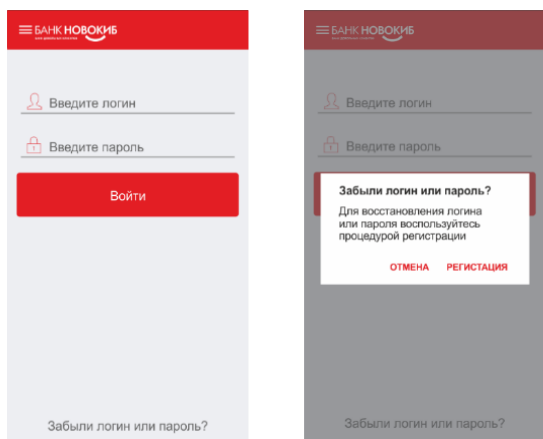 БАНК НОВОКИБ
Введите логин
Введите пароль
Войти
Забыли логин или пароль?
БАНК НОВОКИБ
Введите логин
Введите пароль
Забыли логин или пароль?
Для восстановления логина
или пароля воспользуйтесь
процедурой регистрации
ОТМЕНА РЕГИСТАЦИЯ
Забыли логин или пароль?